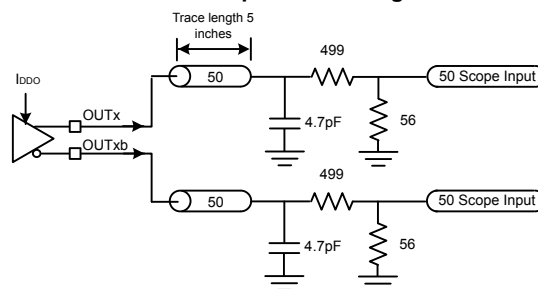 Trace length 5
inches
IDDO
OUTx
50
499
50 Scope Input
4.7pF
56
OUTxb
50
499
50 Scope Input
4.7pF
56